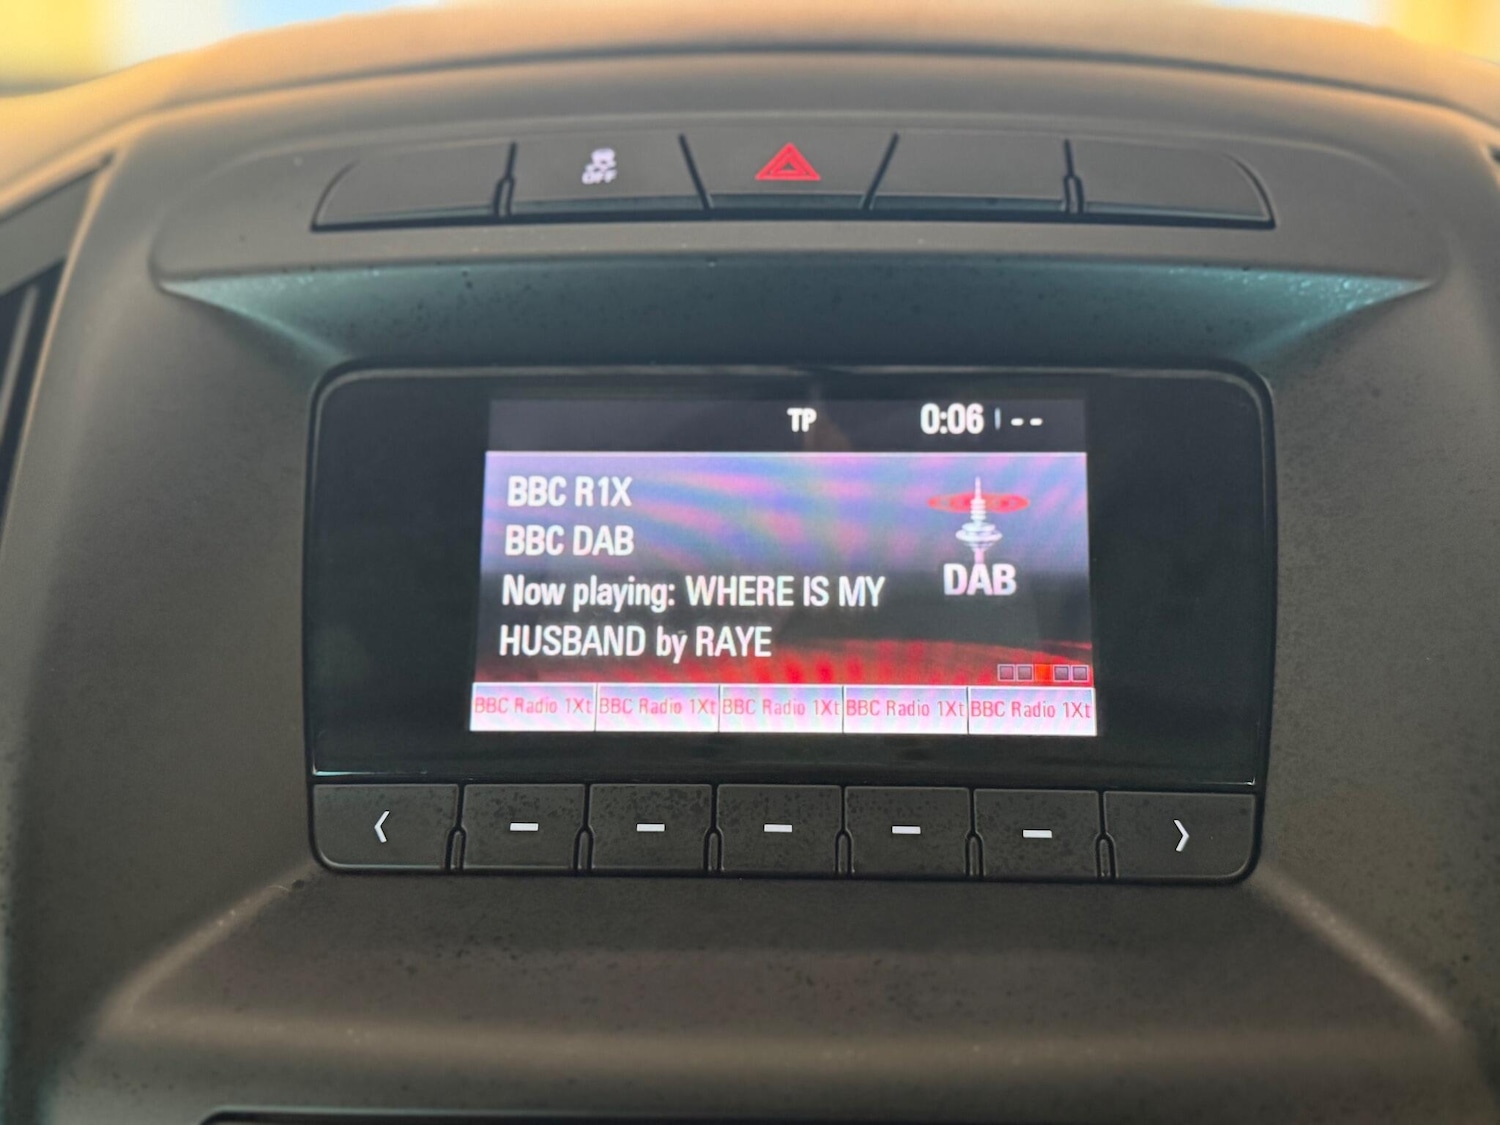 OFF
TP 0:06 --
BBC R1X
BBC DAB
Now playing: WHERE IS MY
HUSBAND by RAYE
DAB
BBC Radio 1Xt BBC Radio 1Xt BBC Radio 1Xt BBC Radio 1Xt BBC Radio 1Xt